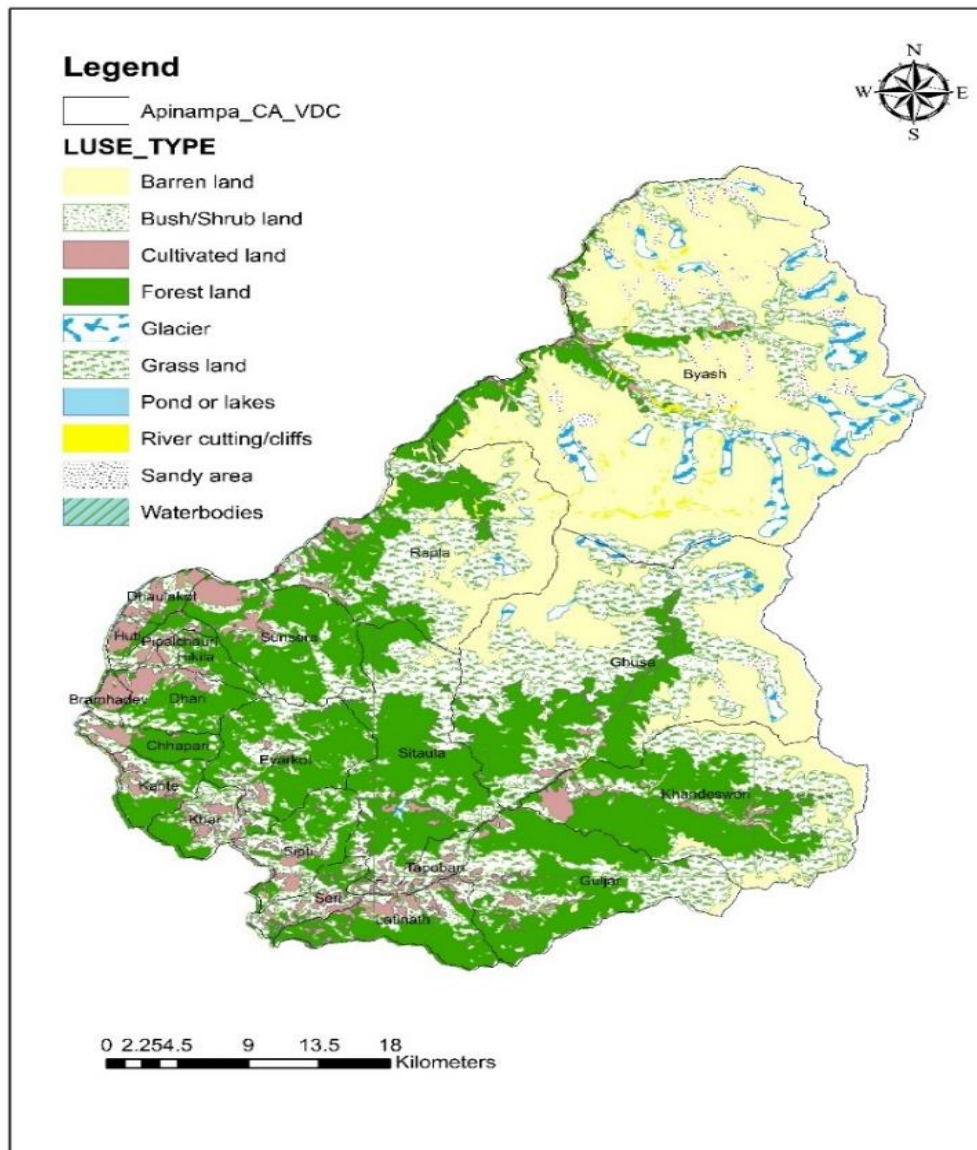 Legend
Apinampa_CA_VDC
LUSE_TYPE
Barren land
Bush/Shrub land
Cultivated land
Forest land
Glacier
Grass land
Pond or lakes
River cutting/cliffs
Sandy area
Waterbodies
N
W E
S
Byash
Rapla
Dhaulakot
Huti
Pipalchauri
Sunsera
Hikila
Ghusa
Bramhadev
Dhari
Chhapari
Eyarkot
Sitaula
Kante
Khandeswori
Khar
Sipti
Tapoban
Guljar
Seri
Latinath
0 2.254.5 9 13.5 18
Kilometers